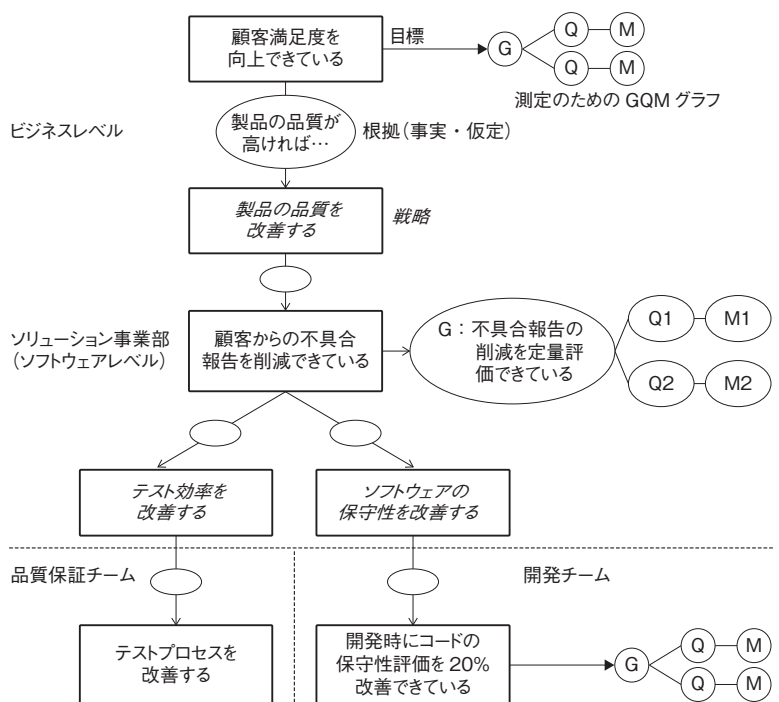 顧客満足度を
向上できている
目標
G
Q
M
Q
M
測定のための GQM グラフ
ビジネスレベル
製品の品質が
高ければ…
根拠（事実・仮定）
製品の品質を
改善する
戦略
ソリューション事業部
（ソフトウェアレベル）
顧客からの不具合
報告を削減できている
G：不具合報告の
削減を定量評
価できている
Q1
M1
Q2
M2
テスト効率を
改善する
ソフトウェアの
保守性を改善する
品質保証チーム
開発チーム
テストプロセスを
改善する
開発時にコードの
保守性評価を 20%
改善できている
G
Q
M
Q
M